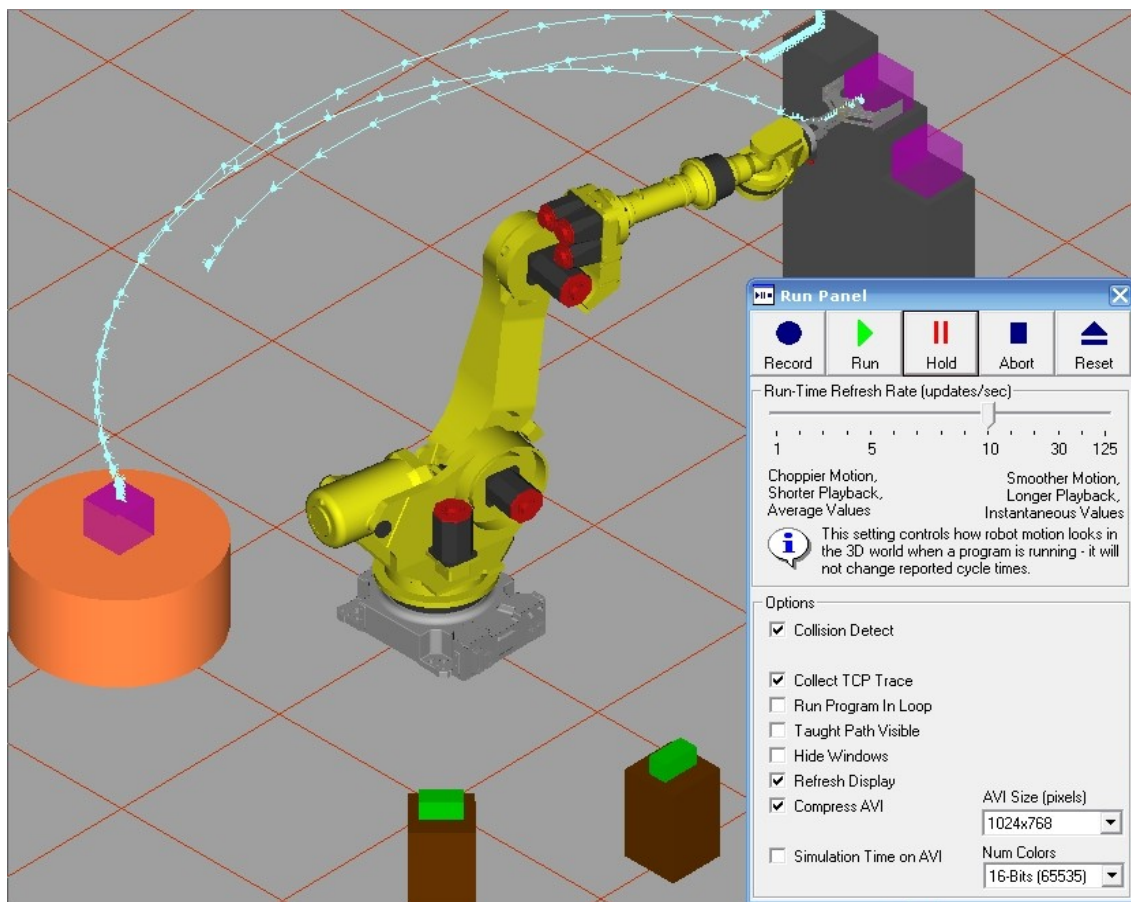 Run Panel
Record Run Hold Abort Reset
Run-Time Refresh Rate (updates/sec)
1 5 10 30 125
Choppier Motion,
Shorter Playback,
Average Values
Smoother Motion,
Longer Playback,
Instantaneous Values
This setting controls how robot motion looks in
the 3D world when a program is running - it will
not change reported cycle times.
Options
Collision Detect
Collect TCP Trace
Run Program In Loop
Taught Path Visible
Hide Windows
Refresh Display
Compress AVI
AVI Size (pixels)
1024x768
Simulation Time on AVI
Num Colors
16-Bits (65535)